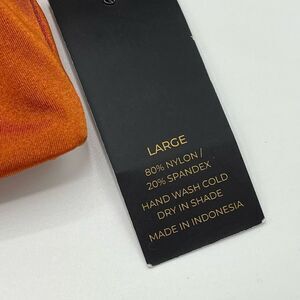 LARGE
80% NYLON /
20% SPANDEX
HAND WASH COLD
DRY IN SHADE
MADE IN INDONESIA